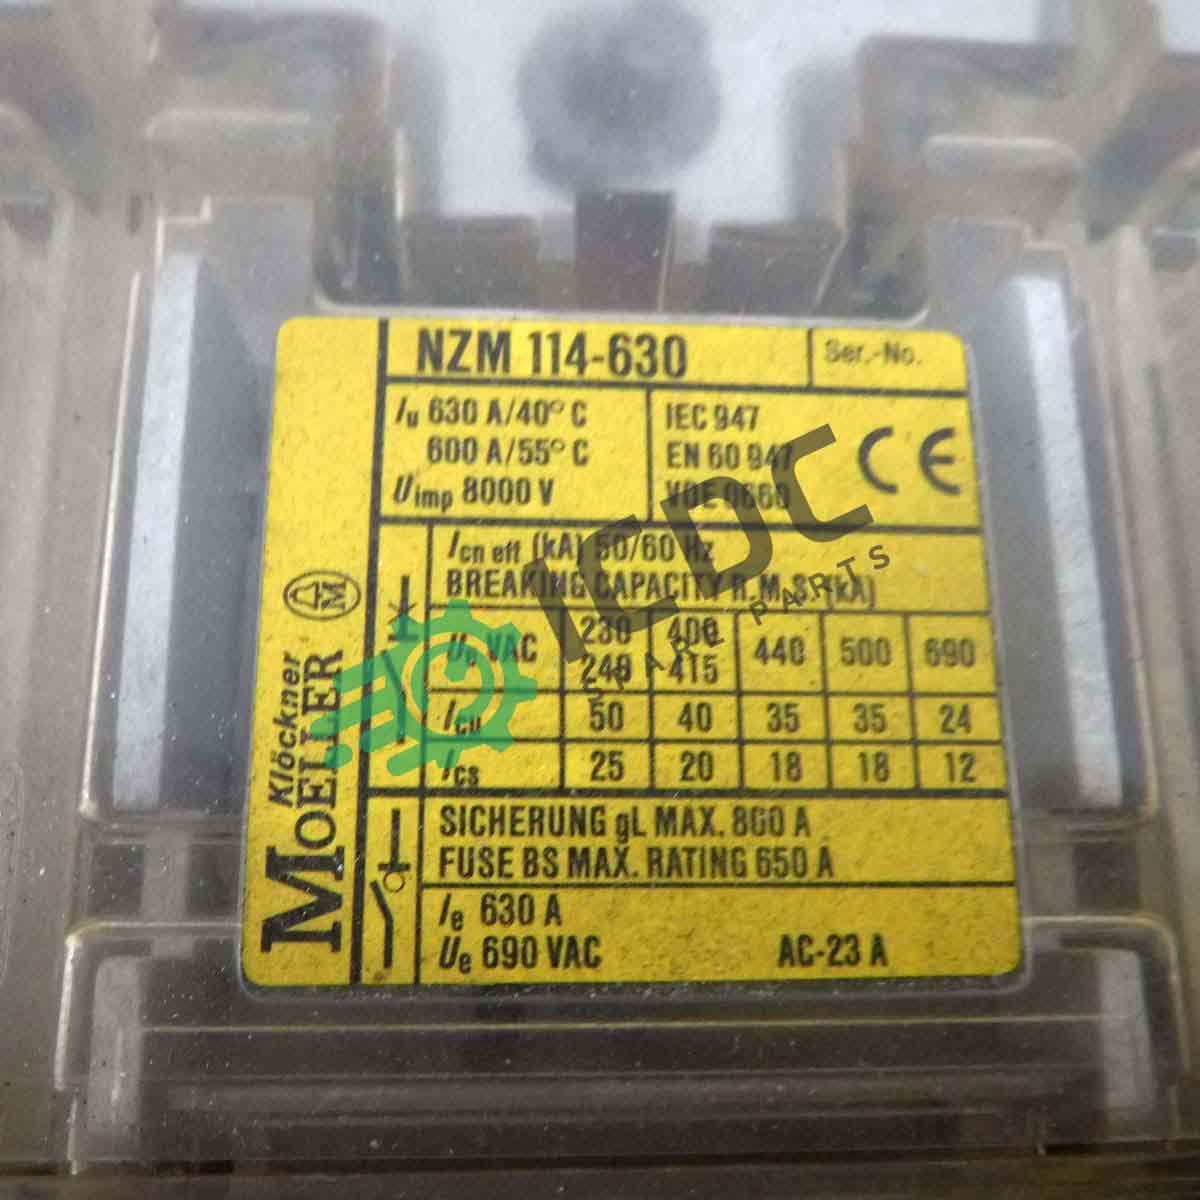 NZM 114-630
Ser.-No.
Iu 630 A/40° C
600 A/55° C
Uimp 8000 V
IEC 947
EN 60 947
VDE 0660
CE
Icn eff (kA) 50/60 Hz
BREAKING CAPACITY R.M.S. (kA)
Ue VAC 230 240 400 415 440 500 690
Icu 50 40 35 35 24
Ics 25 20 18 18 12
SICHERUNG gL MAX. 800 A
FUSE BS MAX. RATING 650 A
Ie 630 A
Ue 690 VAC AC-23 A
Klöckner
MOELLER
M
ICDC
SPARE PARTS